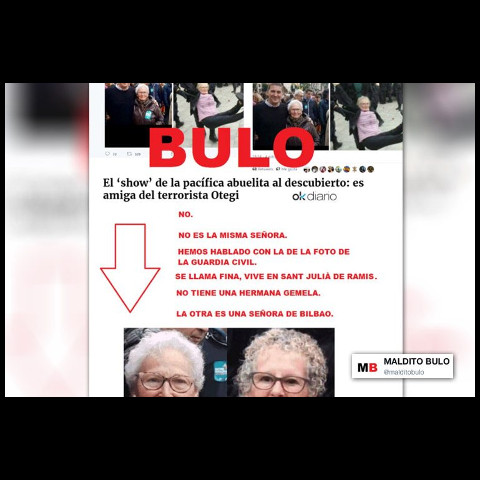 BULO
El ‘show’ de la pacífica abuelita al descubierto: es
amiga del terrorista Otegi
okdiario
NO.
NO ES LA MISMA SEÑORA.
HEMOS HABLADO CON LA DE LA FOTO DE
LA GUARDIA CIVIL.
SE LLAMA FINA, VIVE EN SANT JULIÀ DE RAMIS.
NO TIENE UNA HERMANA GEMELA.
LA OTRA ES UNA SEÑORA DE BILBAO.
MB
MALDITO BULO
@malditobulo